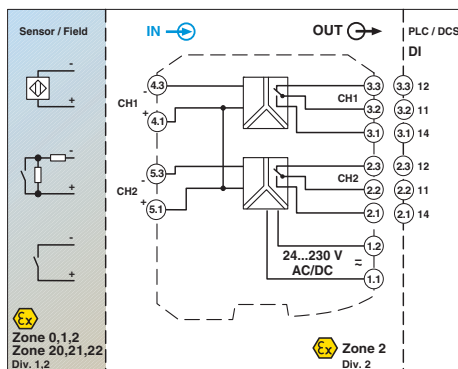 Sensor / Field
IN
OUT
PLC / DCS
DI
-
+
-
+
-
+
4.3
-
CH1
+
4.1
5.3
-
CH2
+
5.1
3.3
CH1
3.2
3.1
2.3
CH2
2.2
2.1
1.2
24...230 V
AC/DC
=
~
1.1
3.3 12
3.2 11
3.1 14
2.3 12
2.2 11
2.1 14
Ex
Zone 0,1,2
Zone 20,21,22
Div. 1,2
Ex Zone 2
Div. 2